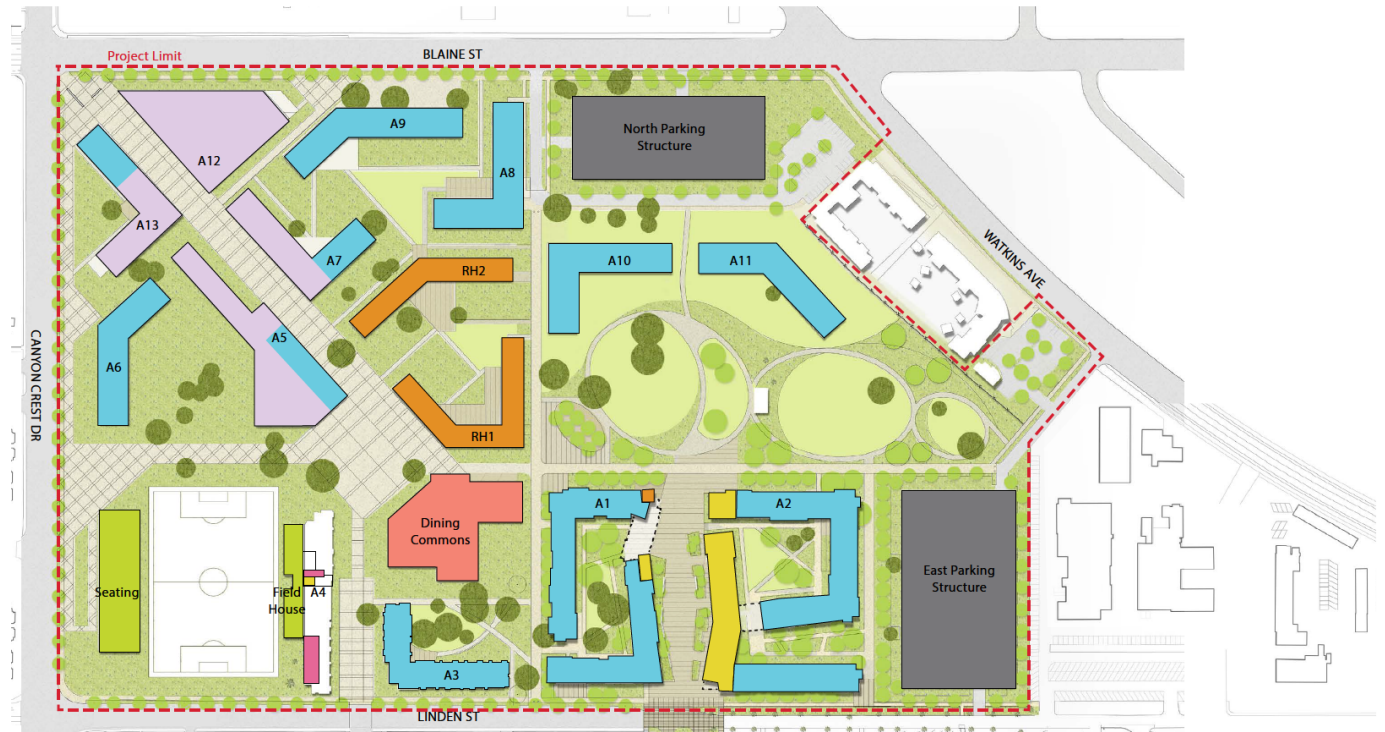 Project Limit
BLAINE ST
A12
A9
A8
North Parking
Structure
A13
A7
RH2
A10
A11
WATKINS AVE
CANYON CREST DR
A6
A5
RH1
Dining
Commons
A1
A2
East Parking
Structure
Seating
Field
House
A4
A3
LINDEN ST